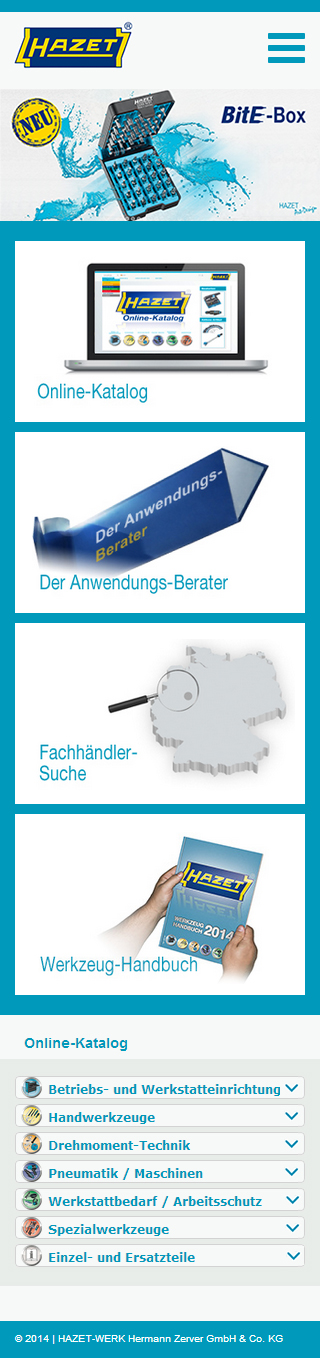 HAZET®
NEU
HAZET
BitE-Box
HAZET
HAZET
HAZET
Online-Katalog
Online-Katalog
Der Anwendungs-
Berater
Der Anwendungs-Berater
Fachhändler-
Suche
HAZET
WERKZEUG
HANDBUCH 2014
Werkzeug-Handbuch
Online-Katalog
Betriebs- und Werkstatteinrichtung
Handwerkzeuge
Drehmoment-Technik
Pneumatik / Maschinen
Werkstattbedarf / Arbeitsschutz
Spezialwerkzeuge
Einzel- und Ersatzteile
© 2014 | HAZET-WERK Hermann Zerver GmbH & Co. KG